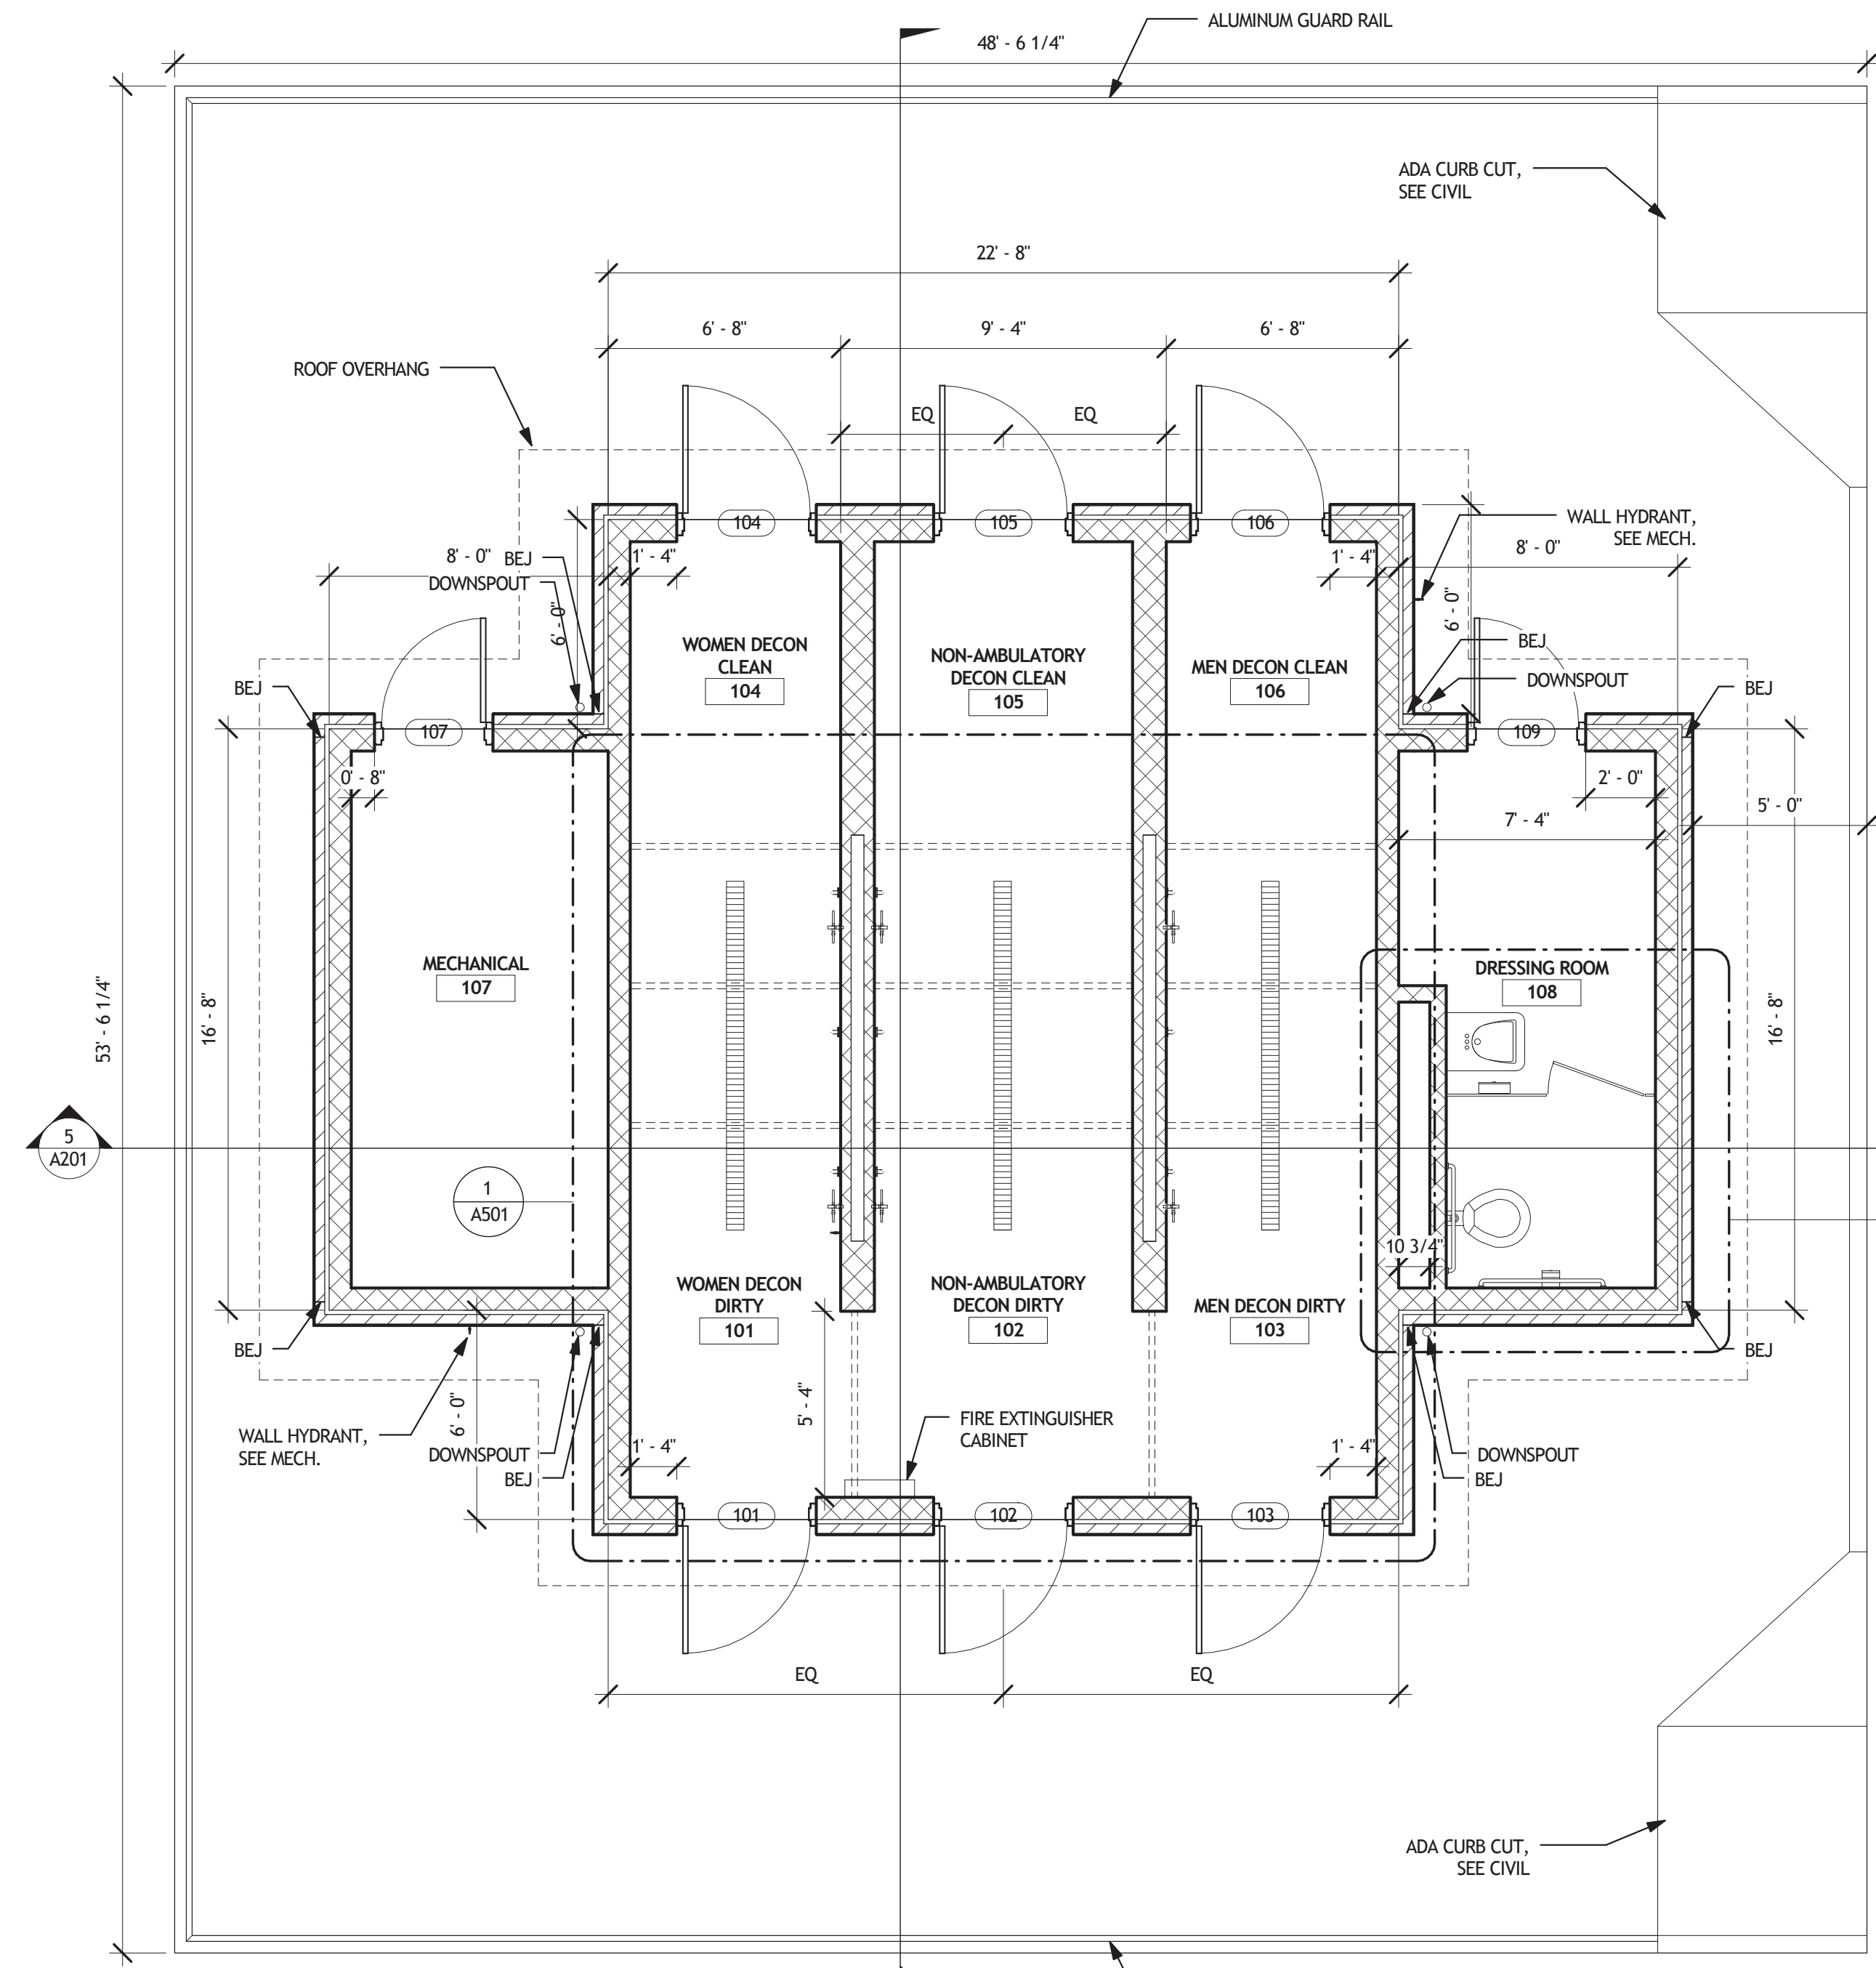 ALUMINUM GUARD RAIL
48' - 6 1/4"
ADA CURB CUT,
SEE CIVIL
22' - 8"
6' - 8"
9' - 4"
6' - 8"
ROOF OVERHANG
EQ
EQ
104
105
106
WALL HYDRANT,
SEE MECH.
8' - 0"
BEJ
1' - 4"
1' - 4"
8' - 0"
DOWNSPOUT
6' - 0"
6' - 0"
BEJ
WOMEN DECON
CLEAN
104
NON-AMBULATORY
DECON CLEAN
105
MEN DECON CLEAN
106
DOWNSPOUT
BEJ
BEJ
107
109
0' - 8"
2' - 0"
5' - 0"
7' - 4"
MECHANICAL
107
DRESSING ROOM
108
53' - 6 1/4"
16' - 8"
16' - 8"
5
A201
1
A501
10 3/4"
WOMEN DECON
DIRTY
101
NON-AMBULATORY
DECON DIRTY
102
MEN DECON DIRTY
103
BEJ
BEJ
6' - 0"
5' - 4"
WALL HYDRANT,
SEE MECH.
DOWNSPOUT
BEJ
1' - 4"
FIRE EXTINGUISHER
CABINET
1' - 4"
DOWNSPOUT
BEJ
101
102
103
EQ
EQ
ADA CURB CUT,
SEE CIVIL